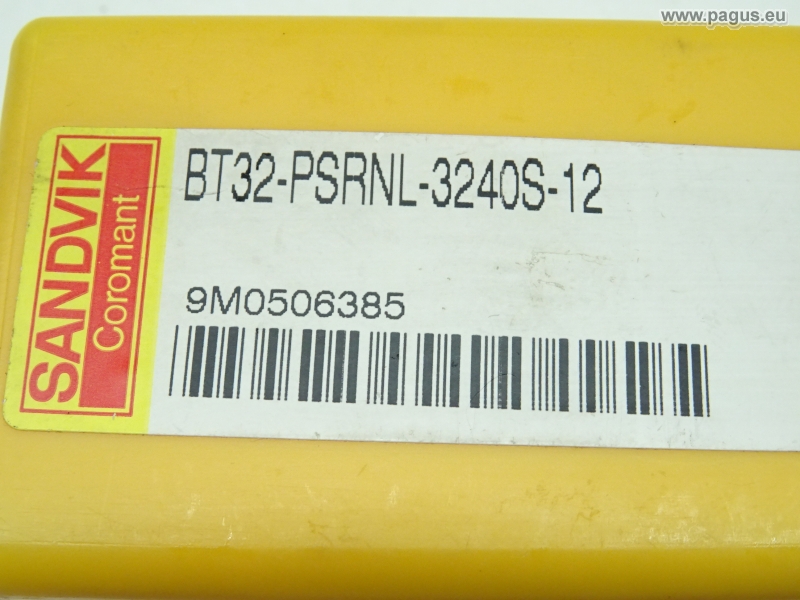 www.pagus.eu
SANDVIK
Coromant
BT32-PSRNL-3240S-12
9M0506385